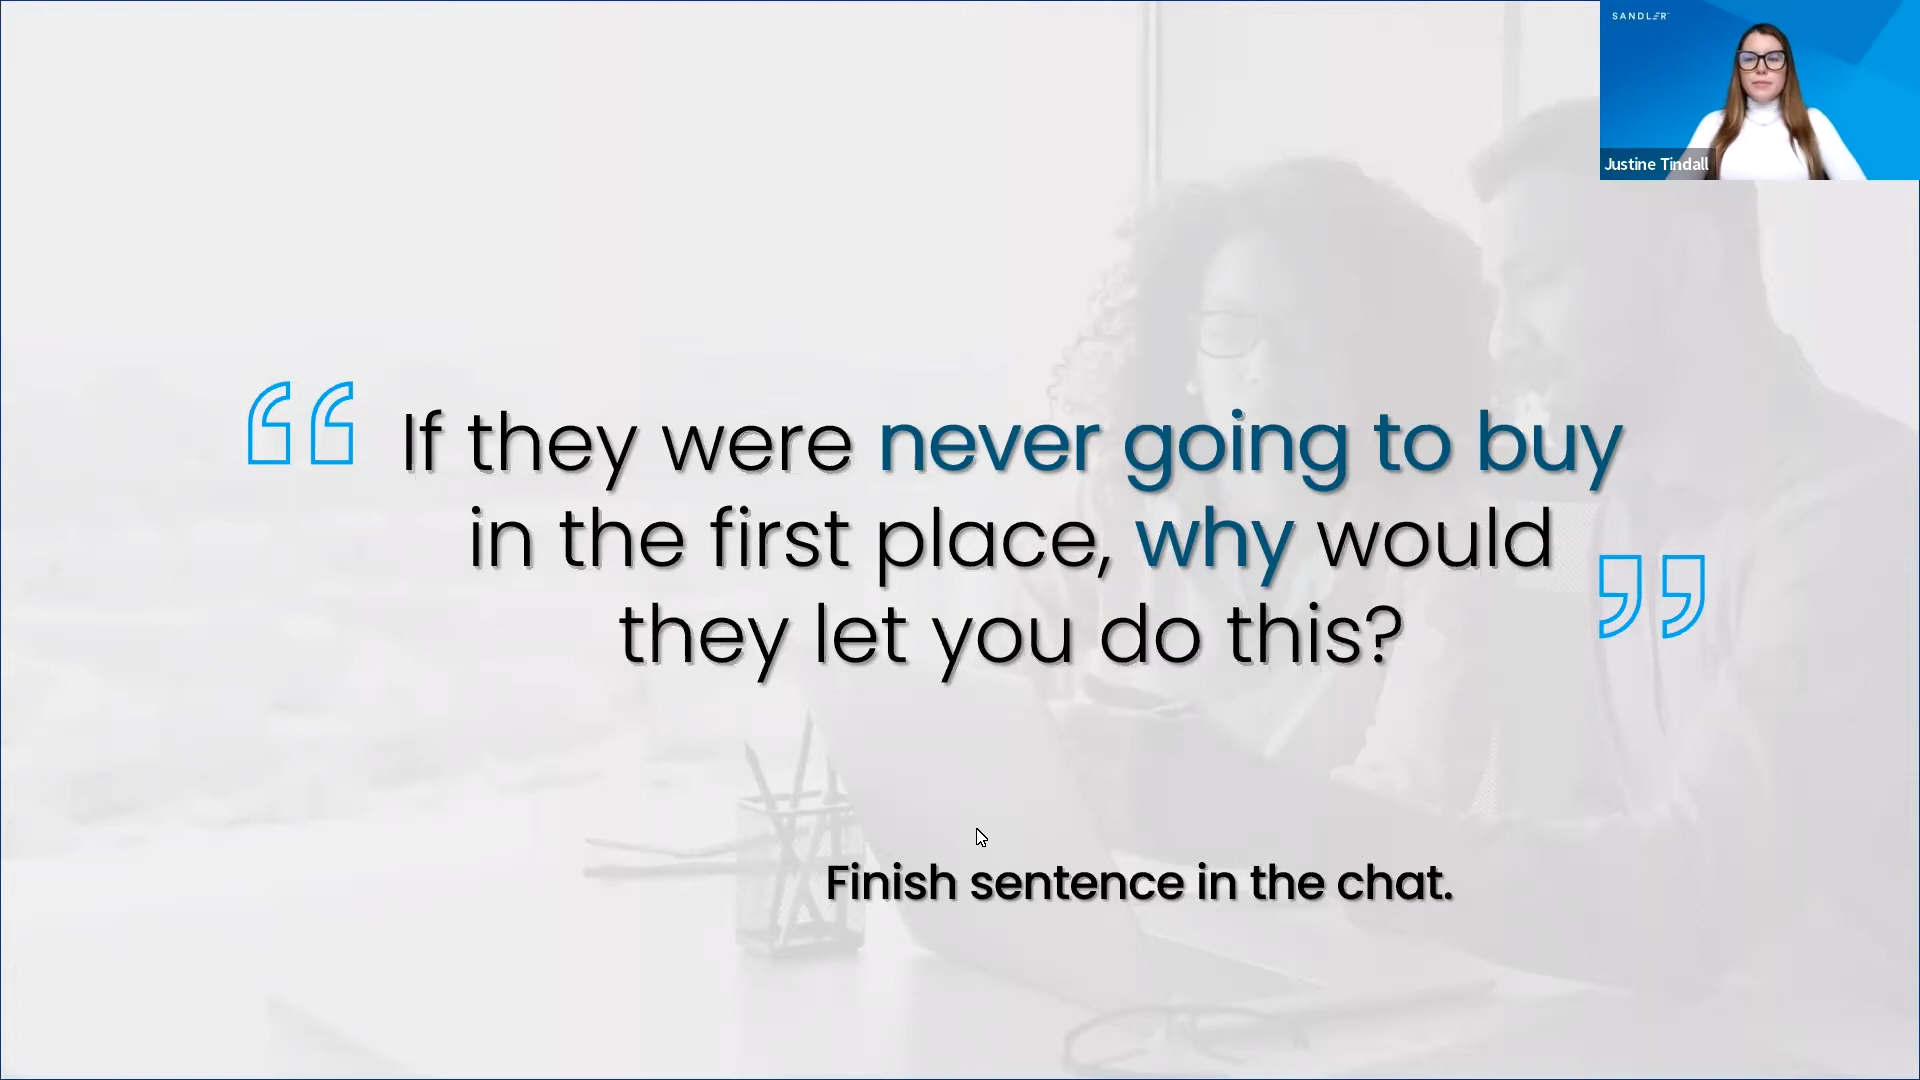 SANDLER
Justine Tindall
“ If they were never going to buy
in the first place, why would
they let you do this? ”
Finish sentence in the chat.